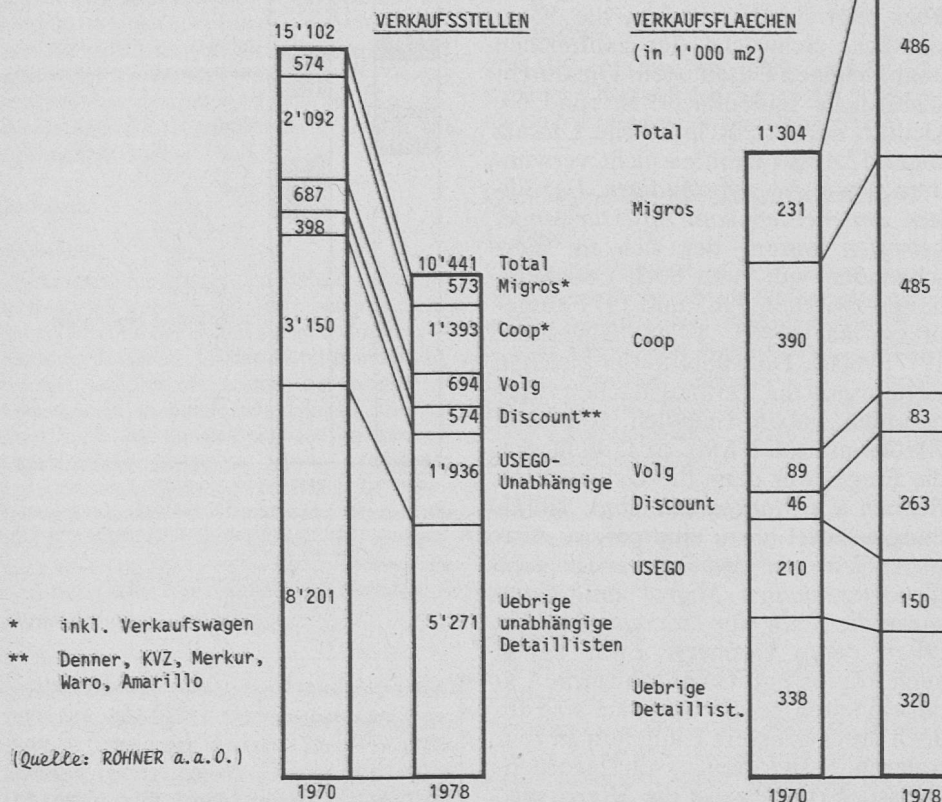 VERKAUFSSTELLEN
15'102
574
2'092
687
398
3'150
8'201
1970
10'441 Total
573 Migros*
1'393 Coop*
694 Volg
574 Discount**
1'936 USEGO-
Unabhängige
5'271 Uebrige
unabhängige
Detaillisten
1978
* inkl. Verkaufswagen
** Denner, KVZ, Merkur,
Waro, Amarillo
(Quelle: ROHNER a.a.O.)
VERKAUFSFLAECHEN
(in 1'000 m2)
Total 1'304
Migros 231
Coop 390
Volg 89
Discount 46
USEGO 210
Uebrige
Detaillist. 338
1970
486
485
83
263
150
320
1978